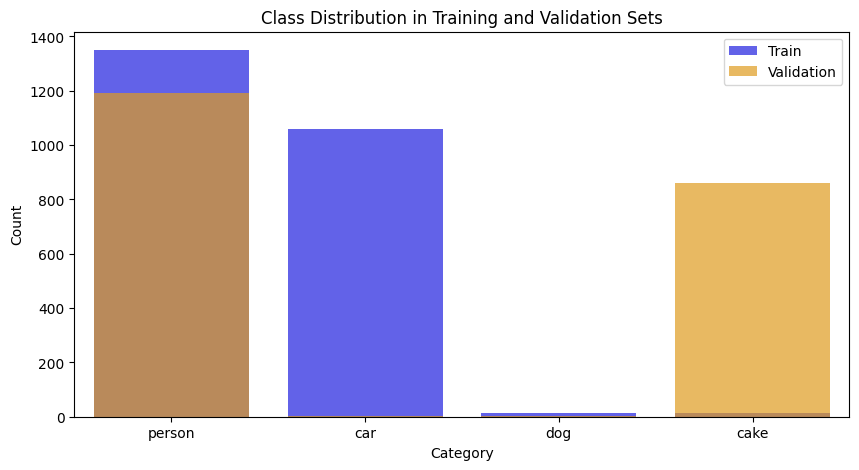 Class Distribution in Training and Validation Sets
Train
Validation
1400
1200
1000
800
600
400
200
0
Count
person car dog cake
Category